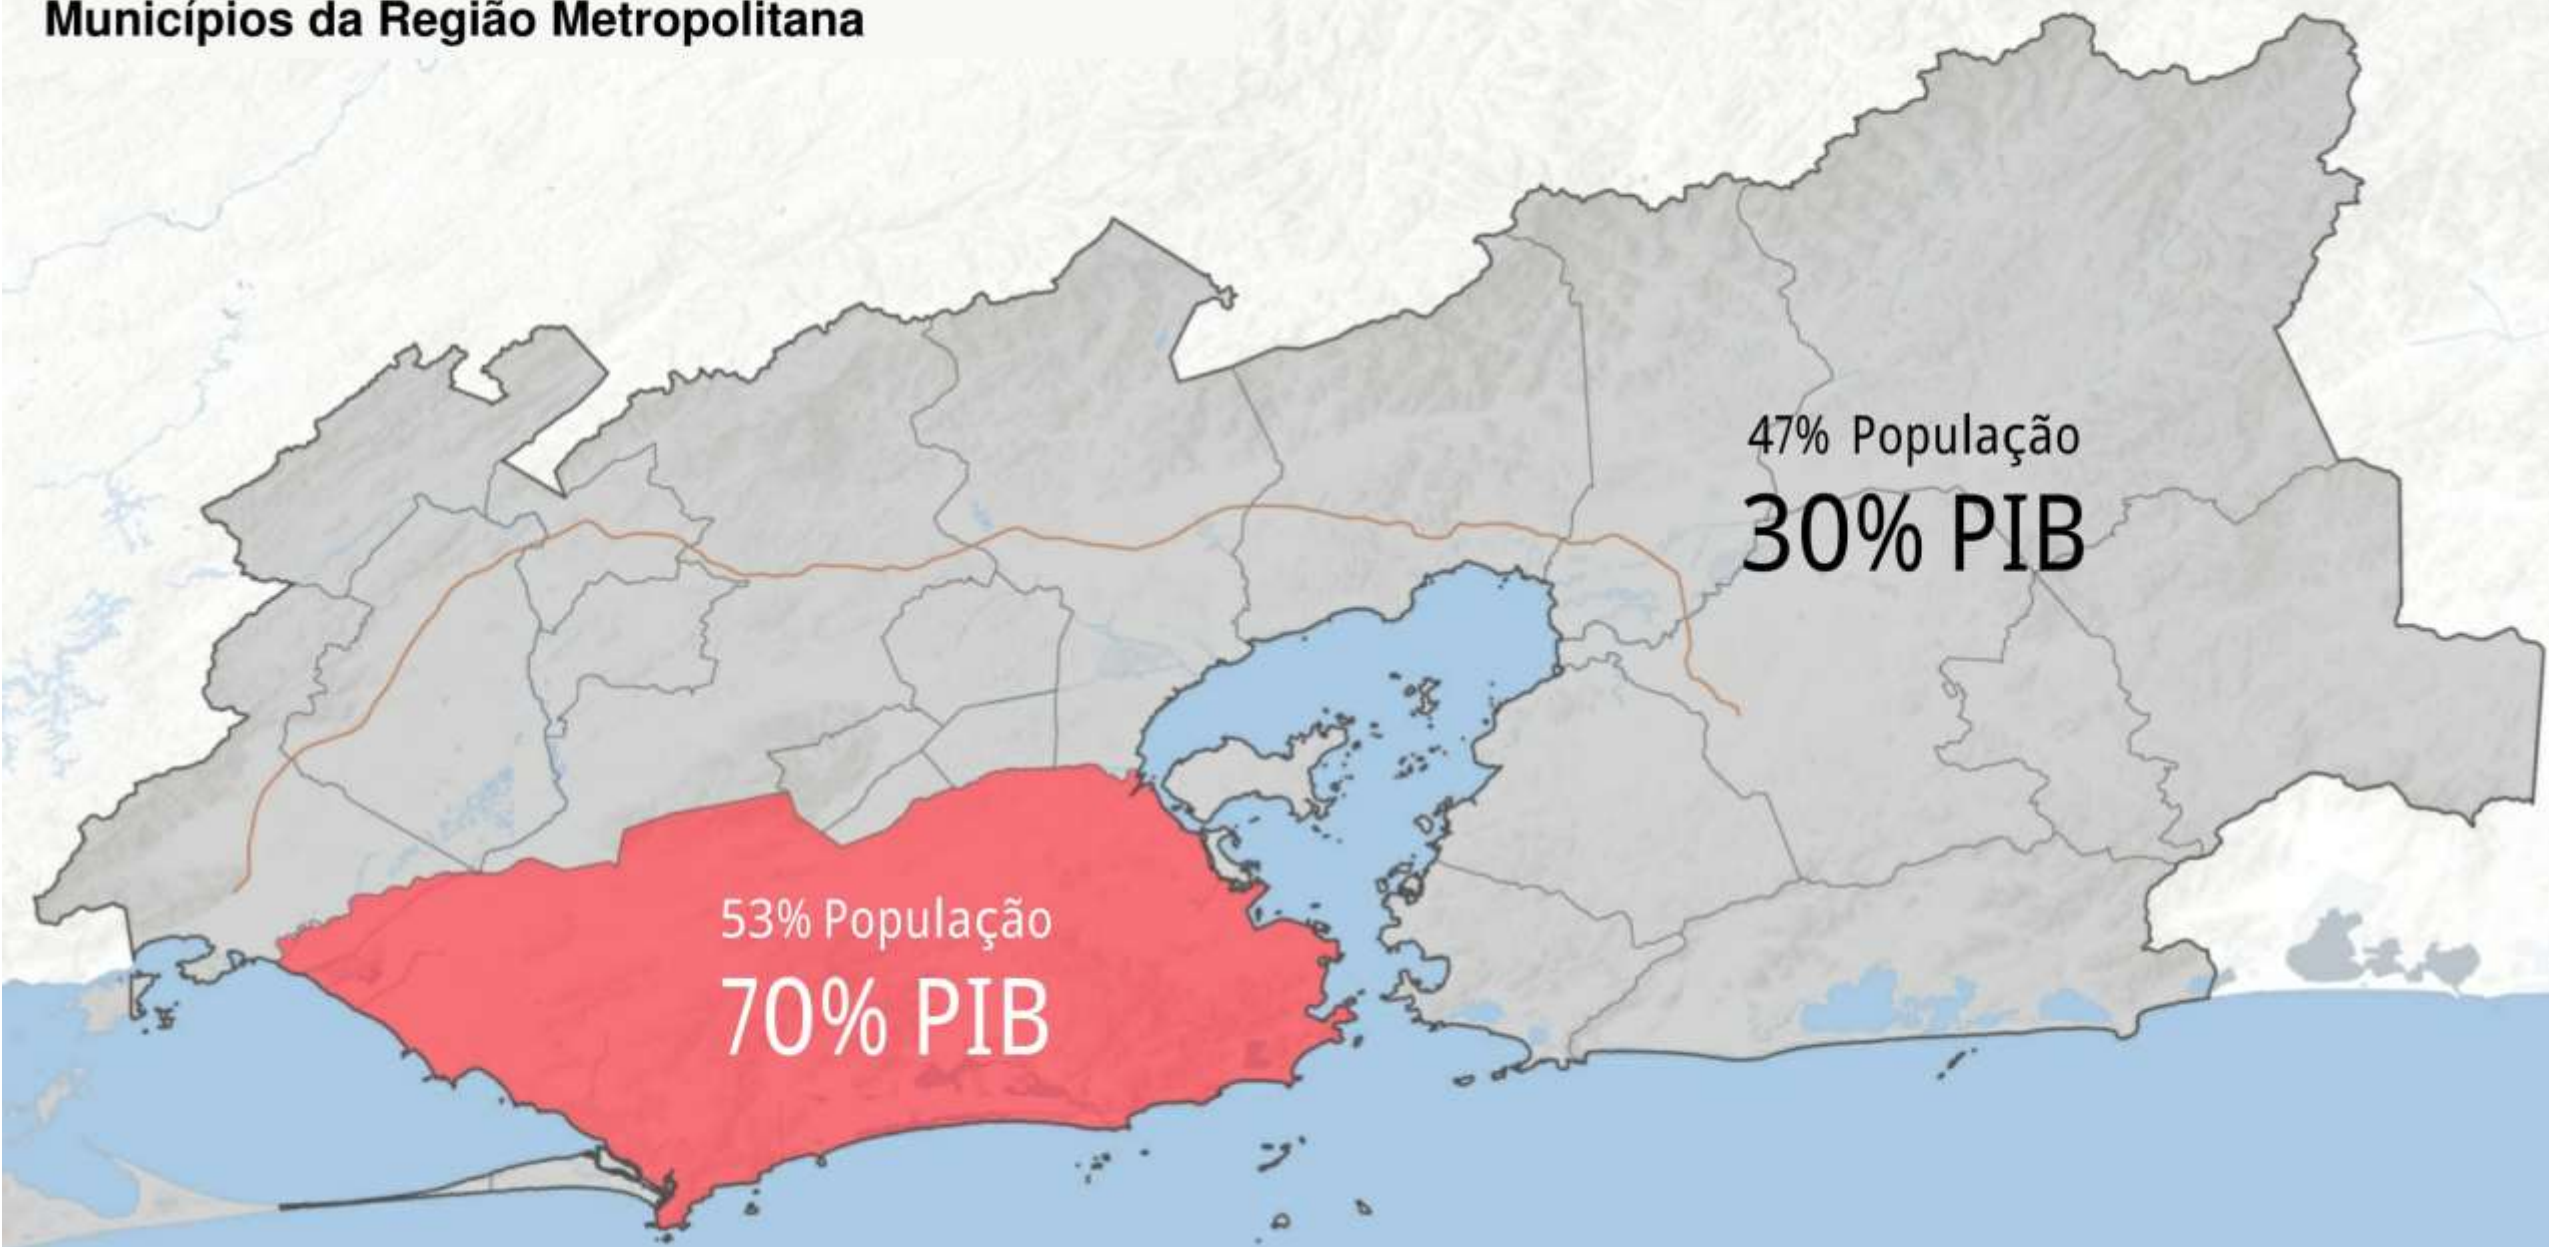 Municípios da Região Metropolitana
47% População
30% PIB
53% População
70% PIB